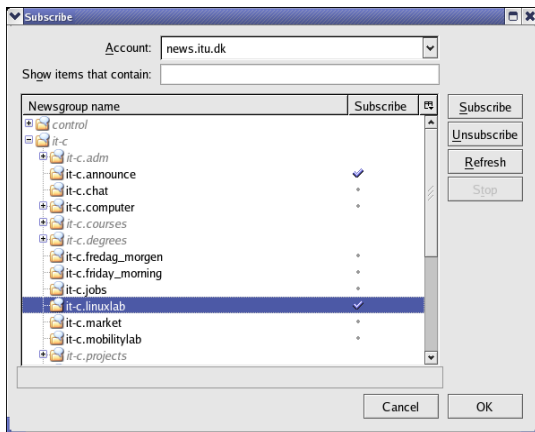 Subscribe
Account: news.itu.dk
Show items that contain:
Newsgroup name Subscribe
control
it-c
it-c.adm
it-c.announce
it-c.chat
it-c.computer
it-c.courses
it-c.degrees
it-c.fredag_morgen
it-c.friday_morning
it-c.jobs
it-c.linuxlab
it-c.market
it-c.mobilitylab
it-c.projects
Subscribe
Unsubscribe
Refresh
Stop
Cancel OK